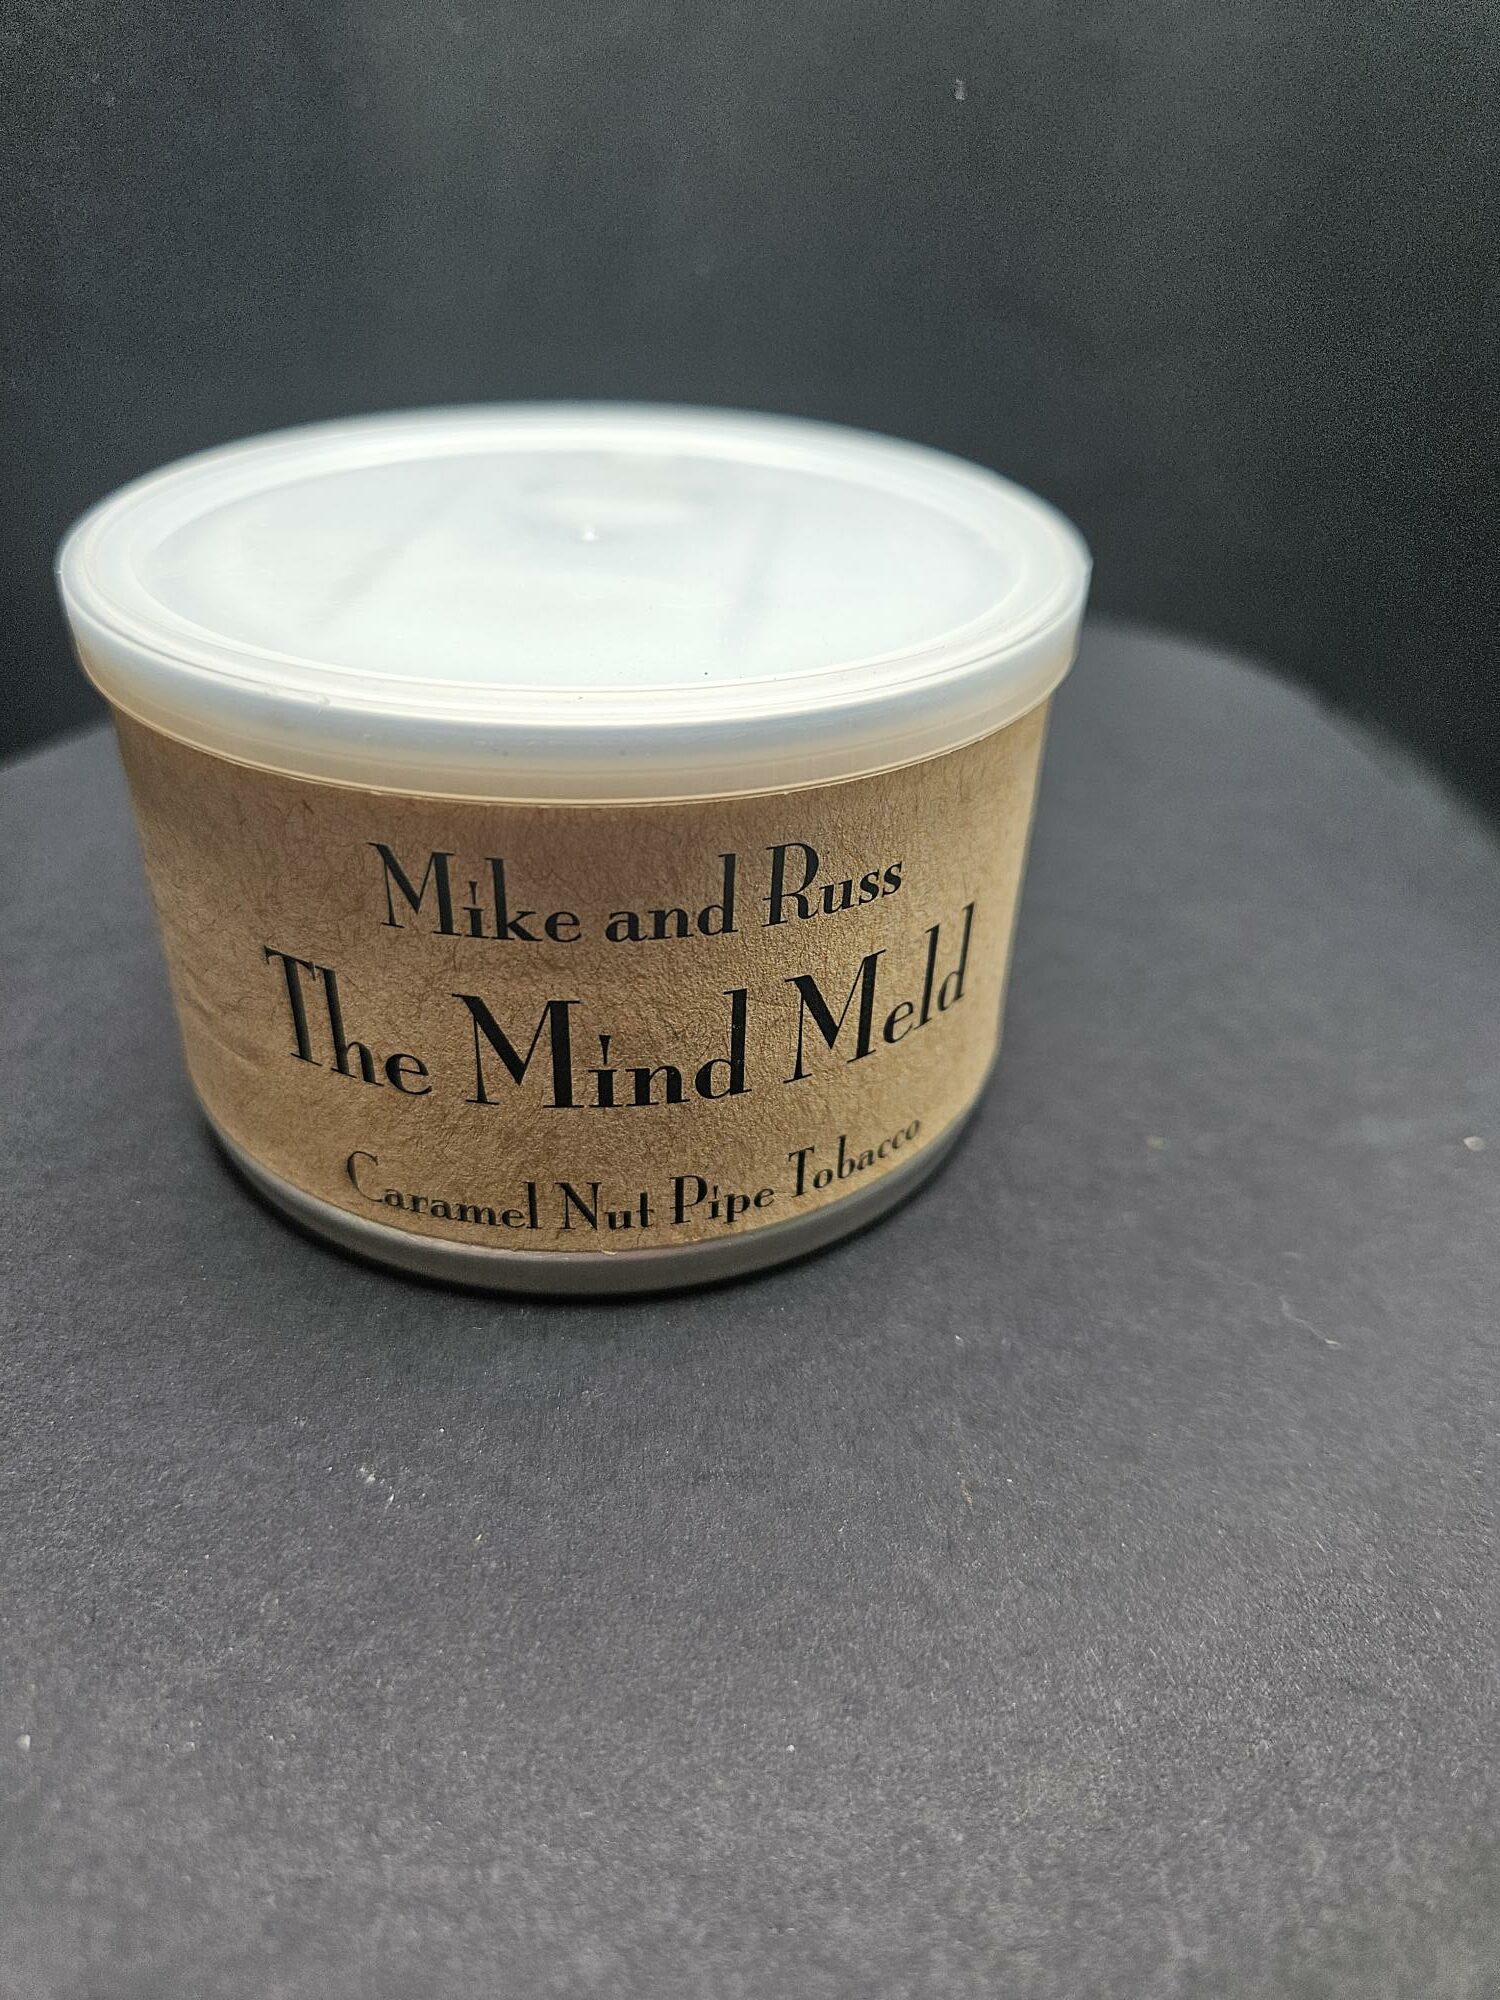 Mike and Russ
The Mind Meld
Caramel Nut Pipe Tobacco